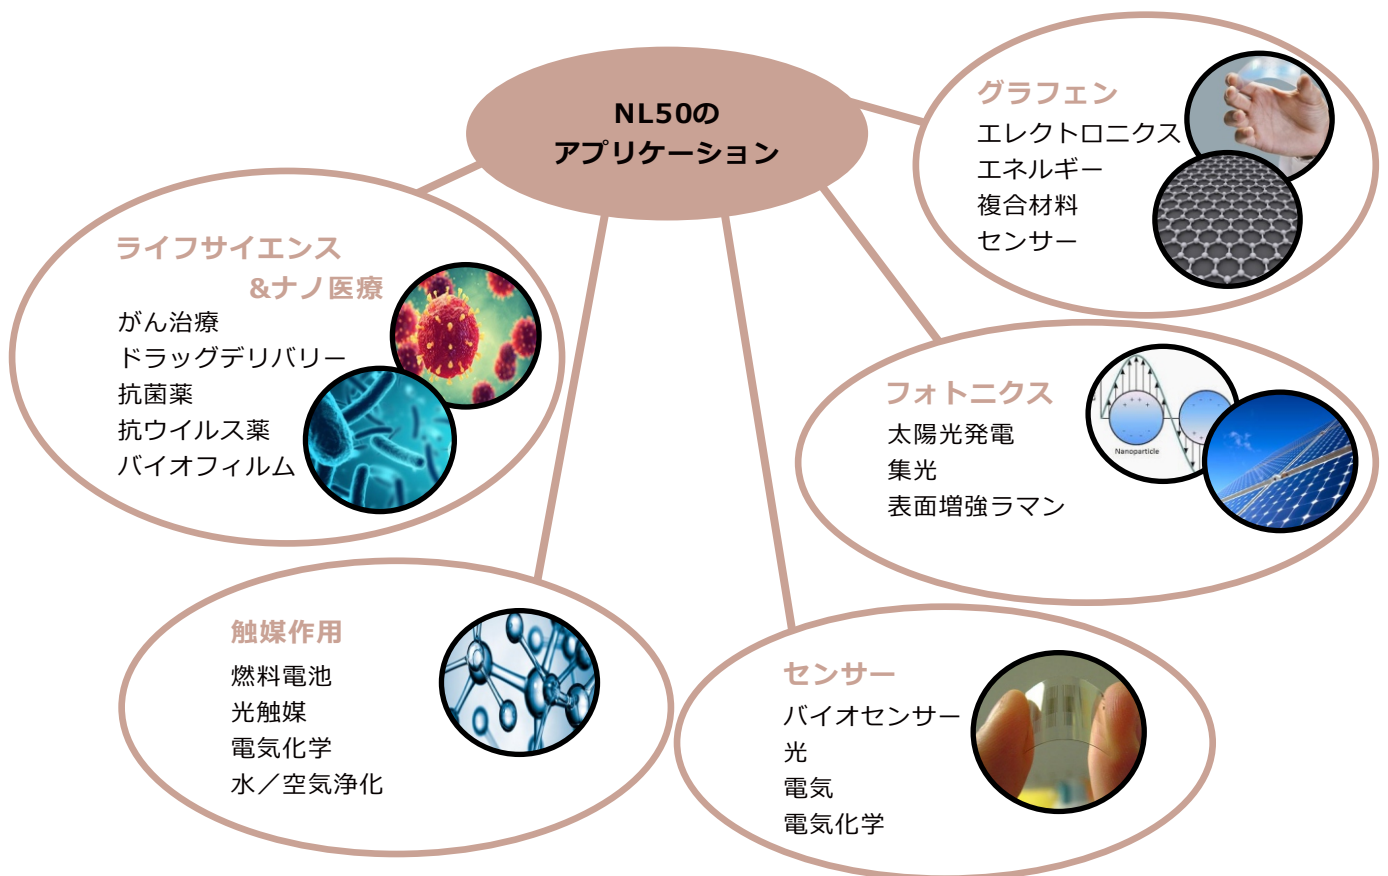 NL50の
アプリケーション
グラフェン
エレクトロニクス
エネルギー
複合材料
センサー
ライフサイエンス
&ナノ医療
がん治療
ドラッグデリバリー
抗菌薬
抗ウイルス薬
バイオフィルム
フォトニクス
太陽光発電
集光
表面増強ラマン
Nanoparticle
触媒作用
燃料電池
光触媒
電気化学
水／空気浄化
センサー
バイオセンサー
光
電気
電気化学